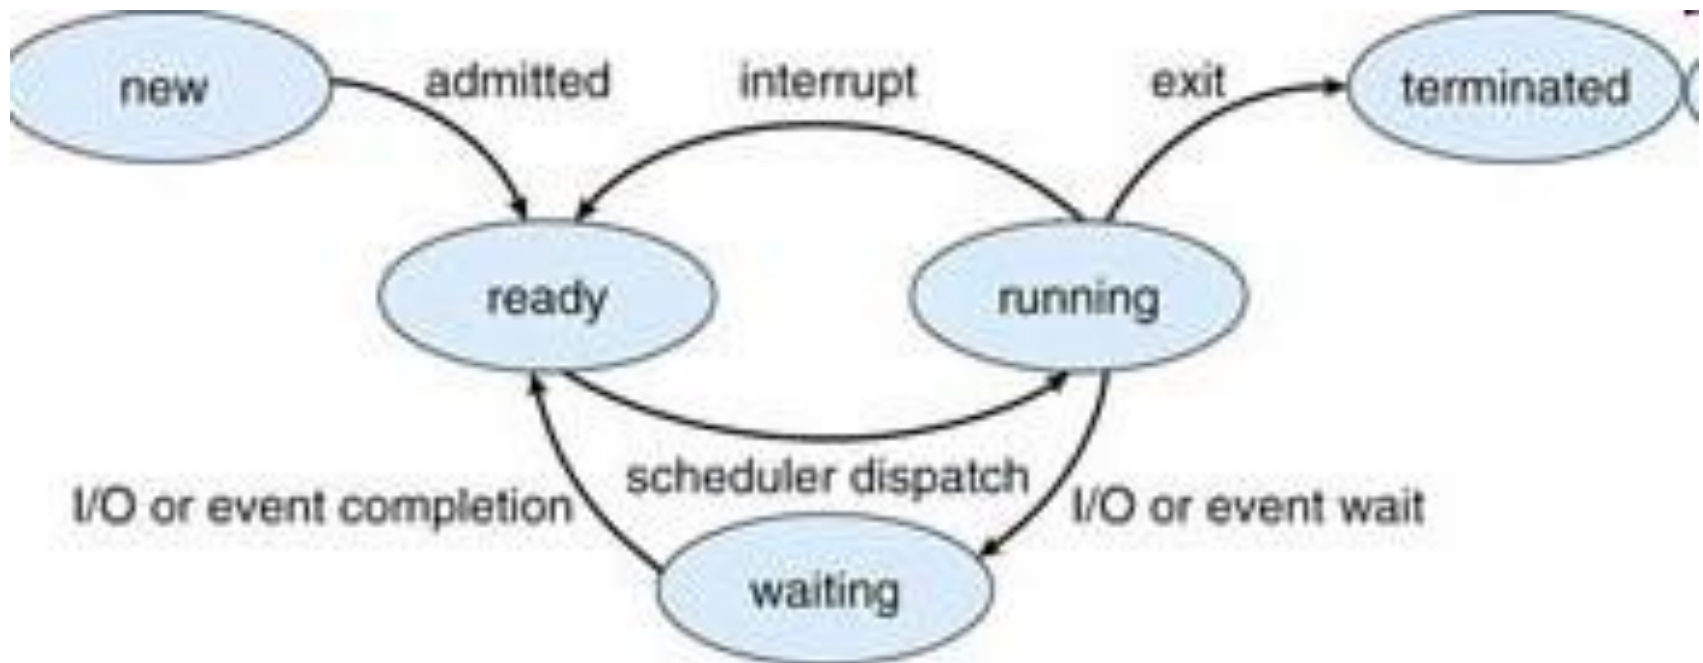 new
admitted
interrupt
exit
terminated
ready
running
scheduler dispatch
I/O or event completion
I/O or event wait
waiting